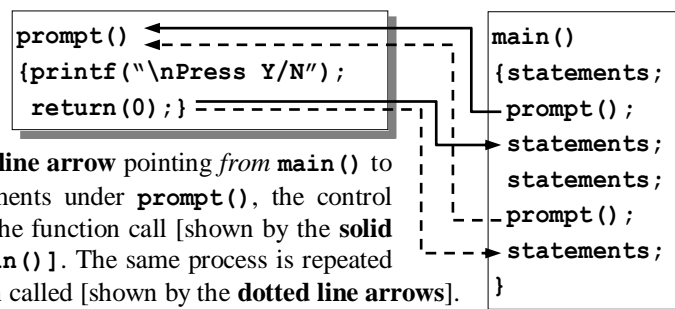 prompt()
{printf(“\nPress Y/N”);
return(0);}
line arrow pointing from main() to
ments under prompt(), the control
he function call [shown by the solid
in()]. The same process is repeated
n called [shown by the dotted line arrows].
main()
{statements;
prompt();
statements;
statements;
prompt();
statements;
}